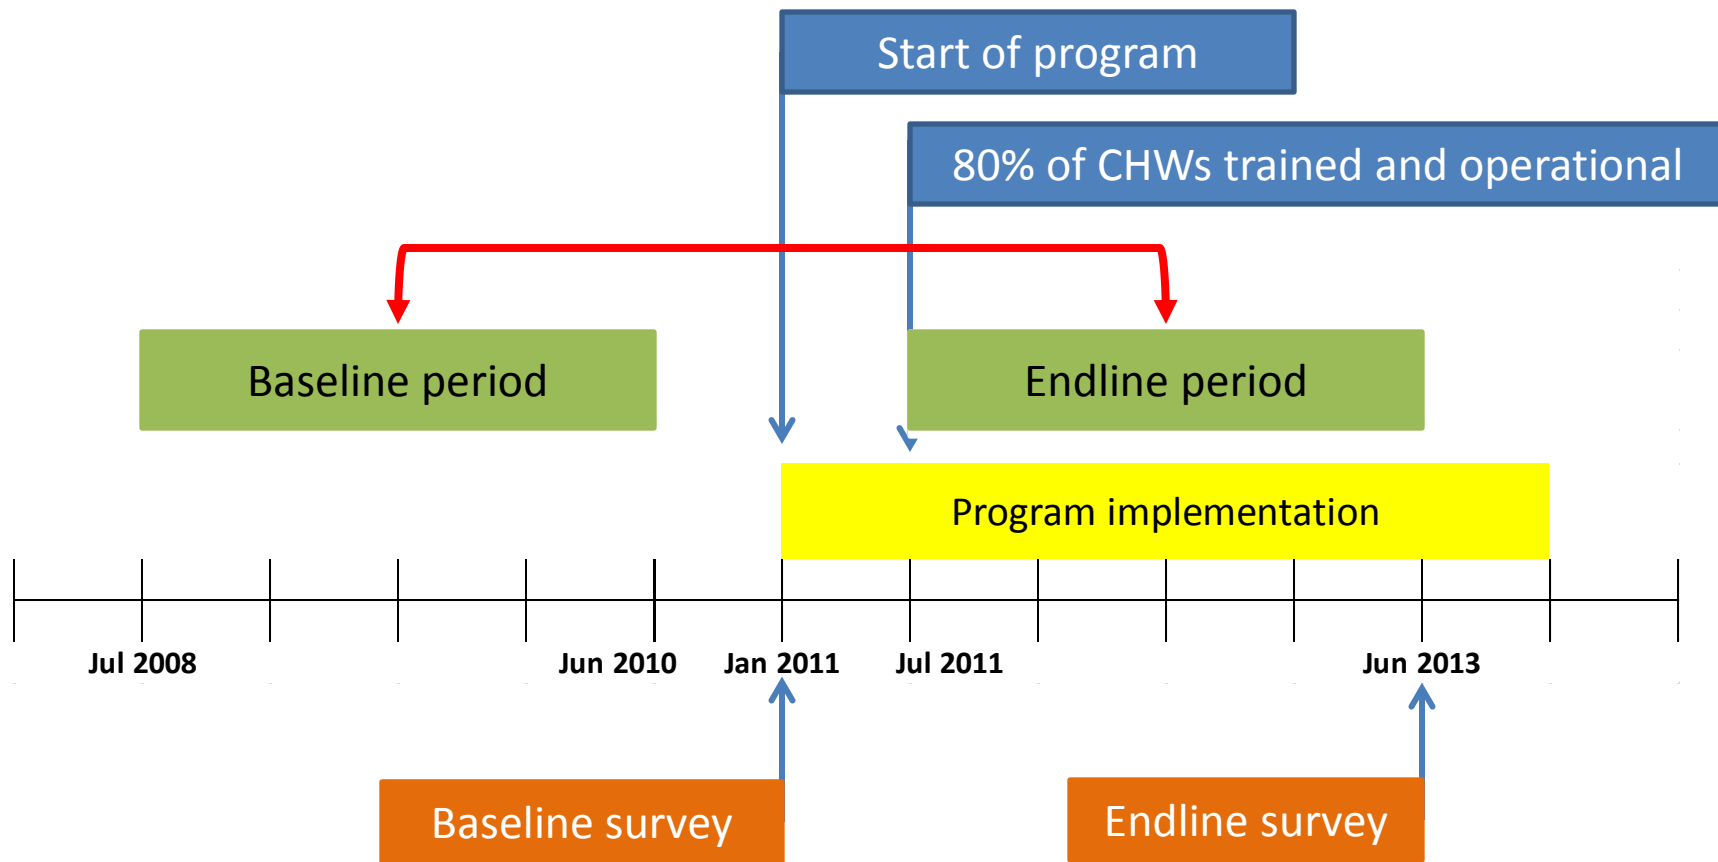 Start of program
80% of CHWs trained and operational
Baseline period
Endline period
Program implementation
Jul 2008
Jun 2010
Jan 2011
Jul 2011
Jun 2013
Baseline survey
Endline survey